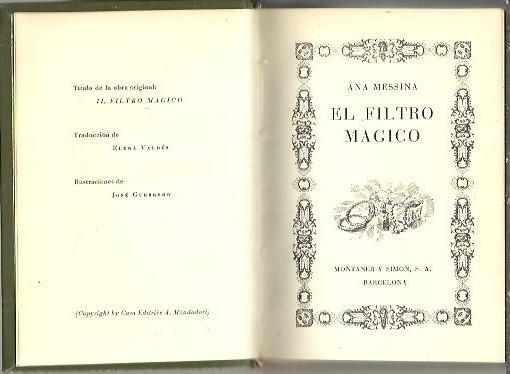 Título de la obra original:
IL FILTRO MAGICO
Traducción de
ELENA VALDÉS
Ilustraciones de
JOSÉ GUERRERO
(Copyright by Casa Editrice A. Mondadori)
ANA MESSINA
EL FILTRO
MAGICO
MONTANER Y SIMON, S. A.
BARCELONA